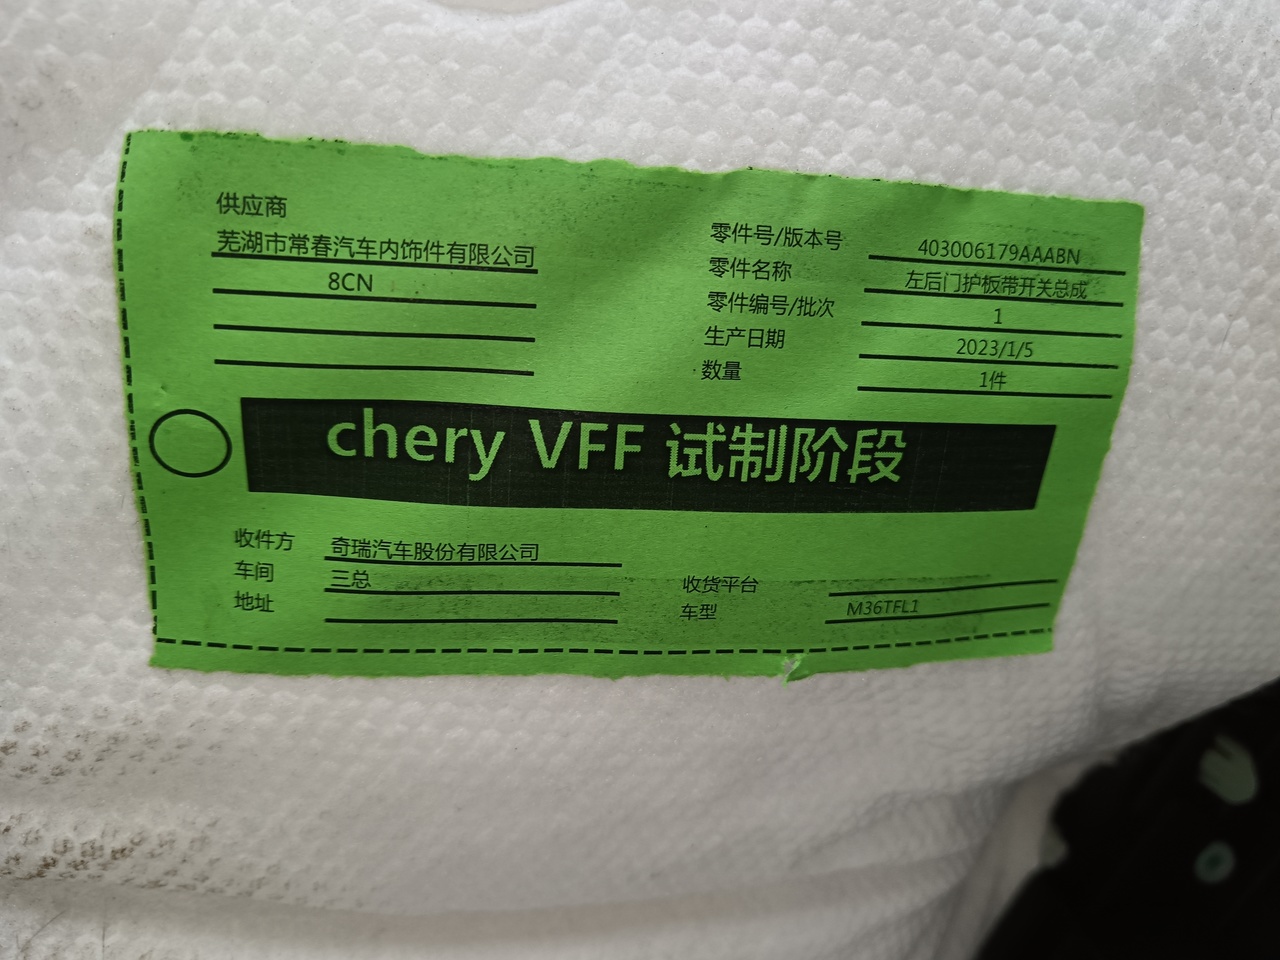 供应商
芜湖市常春汽车内饰件有限公司
8CN
零件号/版本号 403006179AAABN
零件名称 左后门护板带开关总成
零件编号/批次 1
生产日期 2023/1/5
数量 1件
chery VFF 试制阶段
收件方 奇瑞汽车股份有限公司
车间 三总
地址
收货平台
车型 M36TFL1